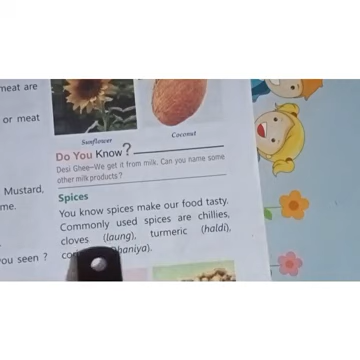 meat are
or meat
Mustard,
me.
you seen ?
Sunflower
Coconut
Do You Know?
Desi Ghee—We get it from milk. Can you name some
other milk products?
Spices
You know spices make our food tasty.
Commonly used spices are chillies,
cloves (laung), turmeric (haldi),